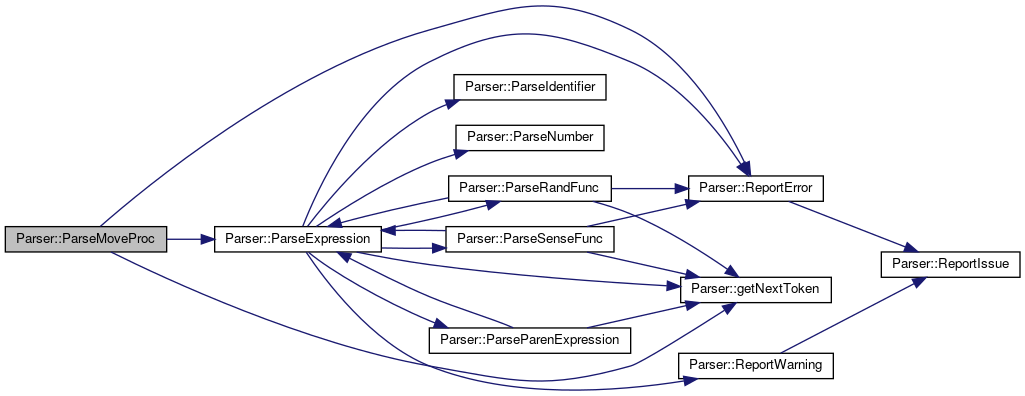 Parser::ParseMoveProc
Parser::ParseExpression
Parser::ParseIdentifier
Parser::ParseNumber
Parser::ParseRandFunc
Parser::ParseSenseFunc
Parser::ParseParenExpression
Parser::ReportError
Parser::getNextToken
Parser::ReportWarning
Parser::ReportIssue